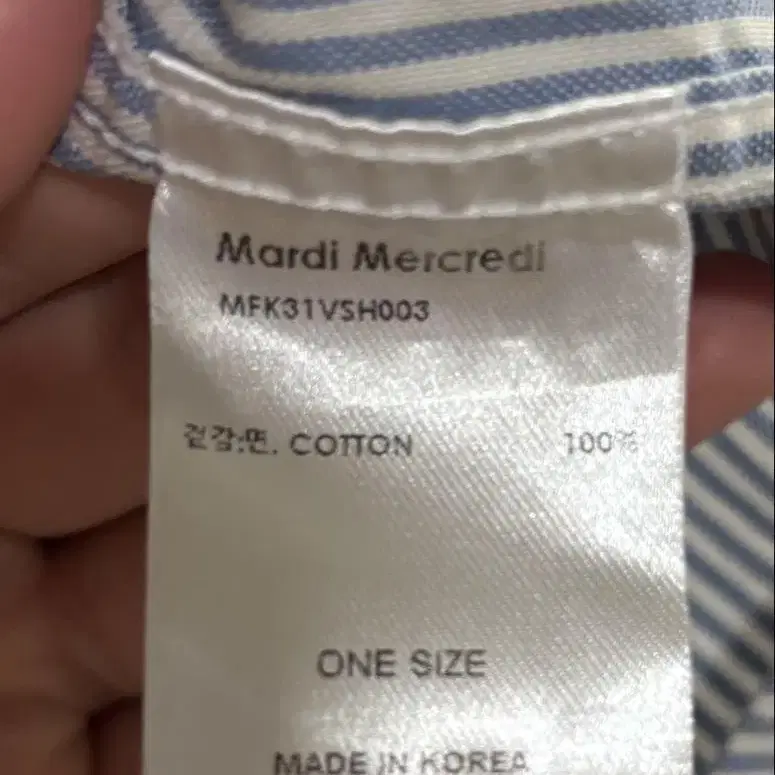 Mardi Mercredi
MFK31VSH003
겉감:면. COTTON 100%
ONE SIZE
MADE IN KOREA